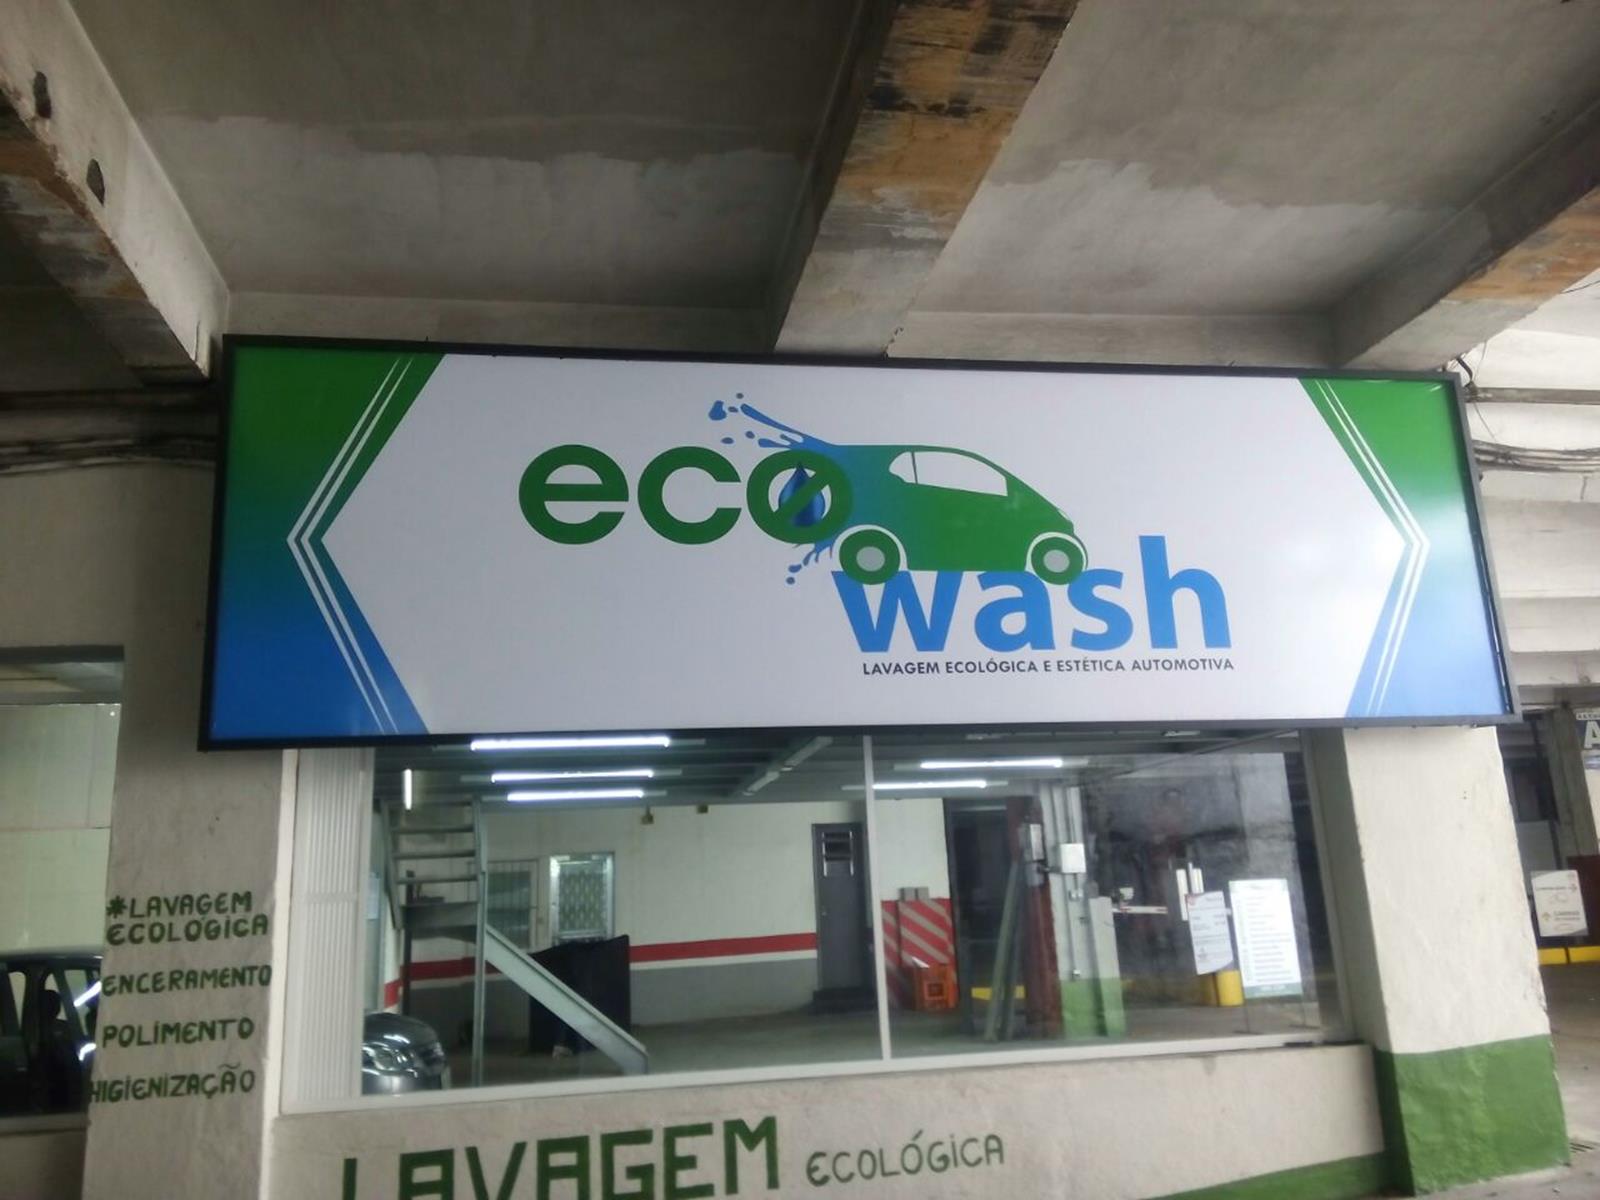 eco
wash
LAVAGEM ECOLÓGICA E ESTÉTICA AUTOMOTIVA
*LAVAGEM
ECOLÓGICA
ENCERAMENTO
POLIMENTO
HIGIENIZAÇÃO
LAVAGEM ECOLÓGICA